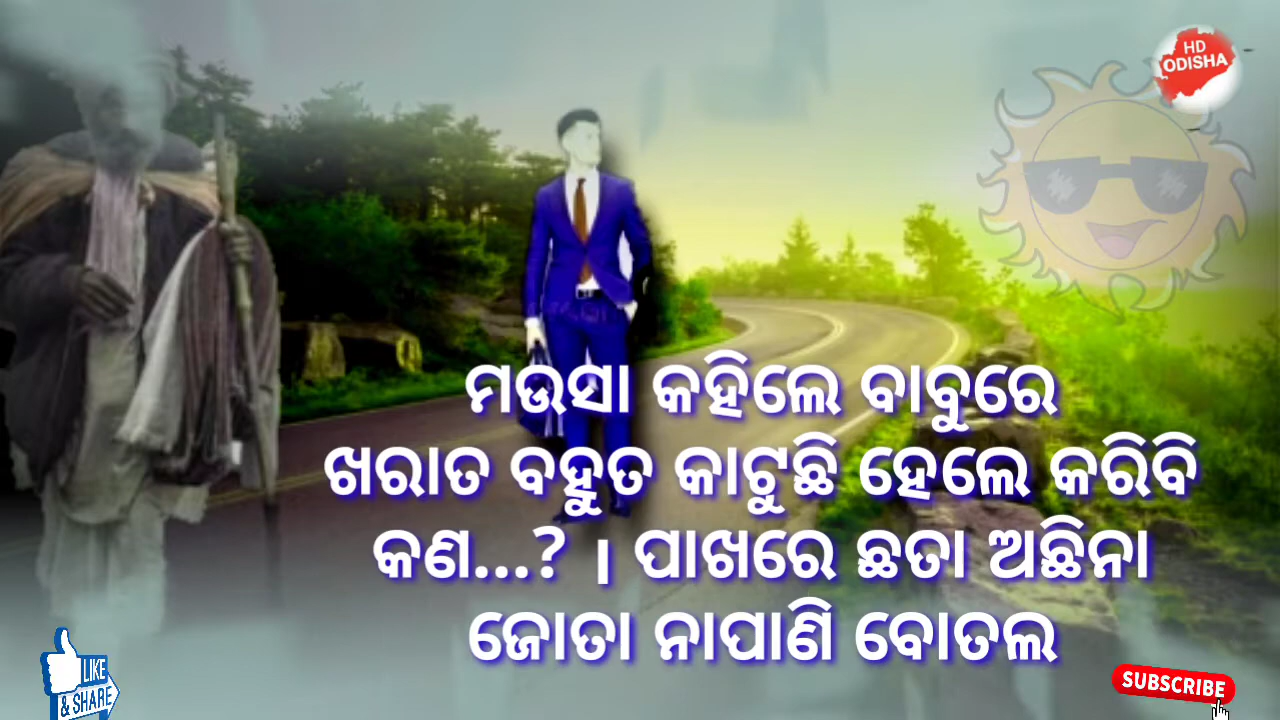 HD
ODISHA
ମଉସା କହିଲେ ବାବୁରେ
ଖରାତ ବହୁତ କାଟୁଛି ହେଲେ କରିବି
କଣ...? । ପାଖରେ ଛତା ଅଛିନା
ଜୋତା ନାପାଣି ବୋତଲ
LIKE
& SHARE
SUBSCRIBE